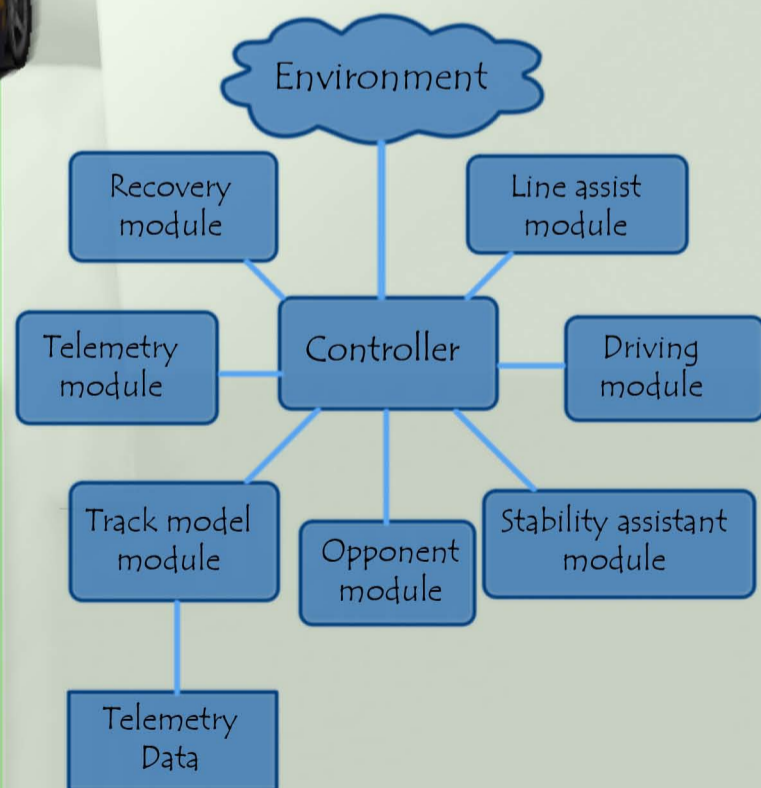 Environment
Recovery
module
Line assist
module
Telemetry
module
Controller
Driving
module
Track model
module
Opponent
module
Stability assistant
module
Telemetry
Data